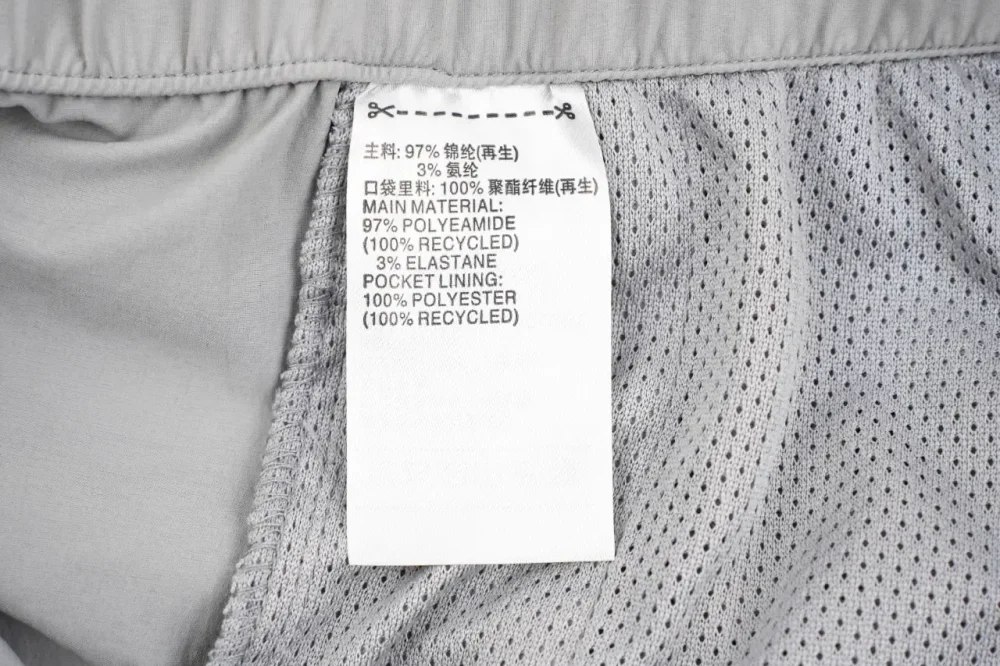 主料: 97% 锦纶(再生)
3% 氨纶
口袋里料: 100% 聚酯纤维(再生)
MAIN MATERIAL:
97% POLYEAMIDE
(100% RECYCLED)
3% ELASTANE
POCKET LINING:
100% POLYESTER
(100% RECYCLED)